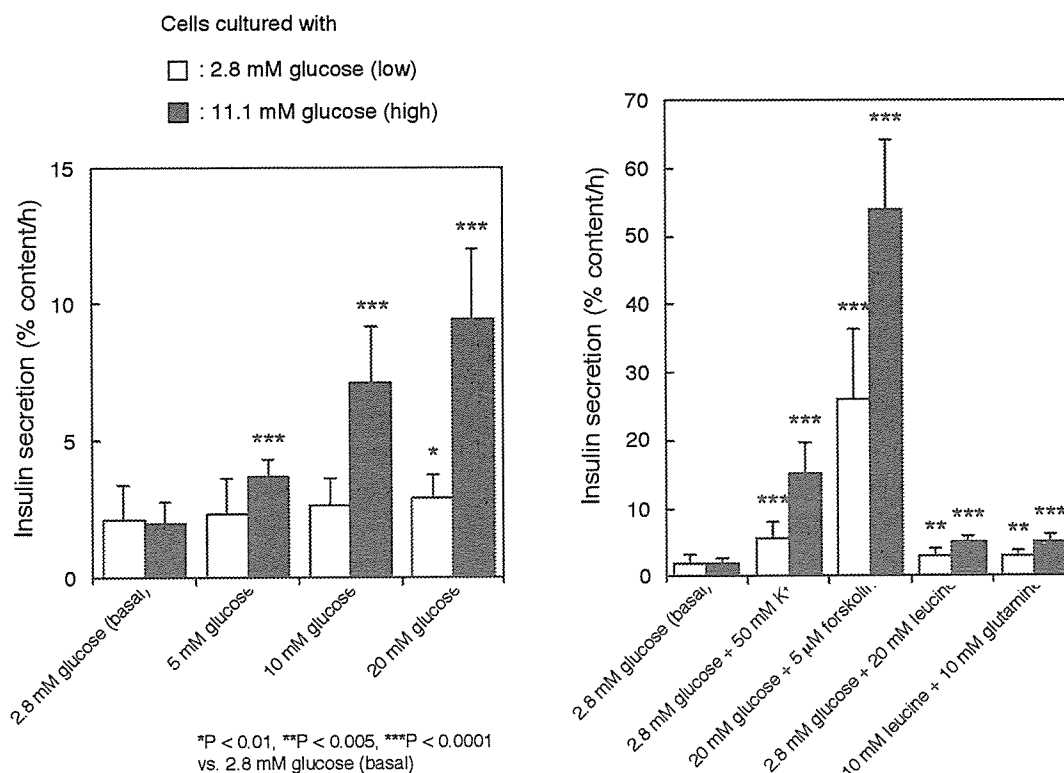 Cells cultured with
: 2.8 mM glucose (low)
: 11.1 mM glucose (high)
Insulin secretion (% content/h)
15
10
5
0
***
***
*
***
2.8 mM glucose (basal)
5 mM glucose
10 mM glucose
20 mM glucose
*P < 0.01, **P < 0.005, ***P < 0.0001
vs. 2.8 mM glucose (basal)
Insulin secretion (% content/h)
70
60
50
40
30
20
10
0
***
***
***
***
**
***
**
***
2.8 mM glucose (basal)
2.8 mM glucose + 50 mM K+
20 mM glucose + 5 µM forskolin
2.8 mM glucose + 20 mM leucine
10 mM leucine + 10 mM glutamine